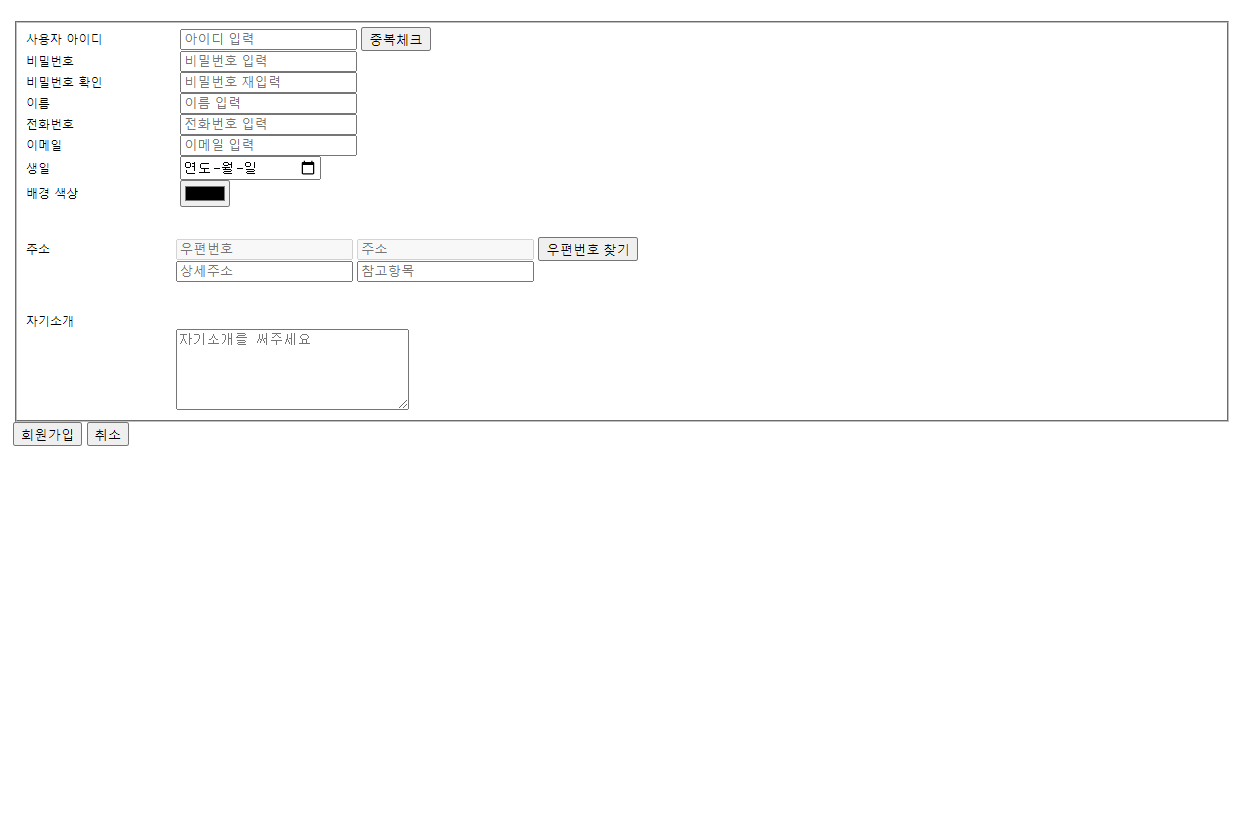 사용자 아이디 아이디 입력 중복체크
비밀번호 비밀번호 입력
비밀번호 확인 비밀번호 재입력
이름 이름 입력
전화번호 전화번호 입력
이메일 이메일 입력
생일 연도-월-일
배경 색상
주소 우편번호 주소 우편번호 찾기
상세주소 참고항목
자기소개
자기소개를 써주세요
회원가입 취소